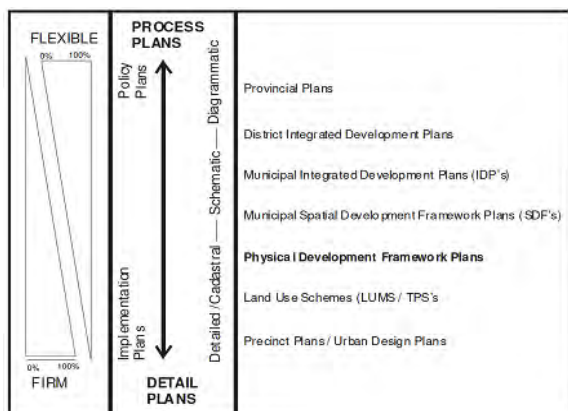 FLEXIBLE
0% 100%
0% 100%
FIRM
PROCESS
PLANS
Policy
Plans
Implementation
Plans
Detailed /Cadastral — Schematic — Diagrammatic
DETAIL
PLANS
Provincial Plans
District Integrated Development Plans
Municipal Integrated Development Plans (IDP's)
Municipal Spatial Development Framework Plans (SDF's)
Physical Development Framework Plans
Land Use Schemes (LUMS / TPS's
Precinct Plans / Urban Design Plans